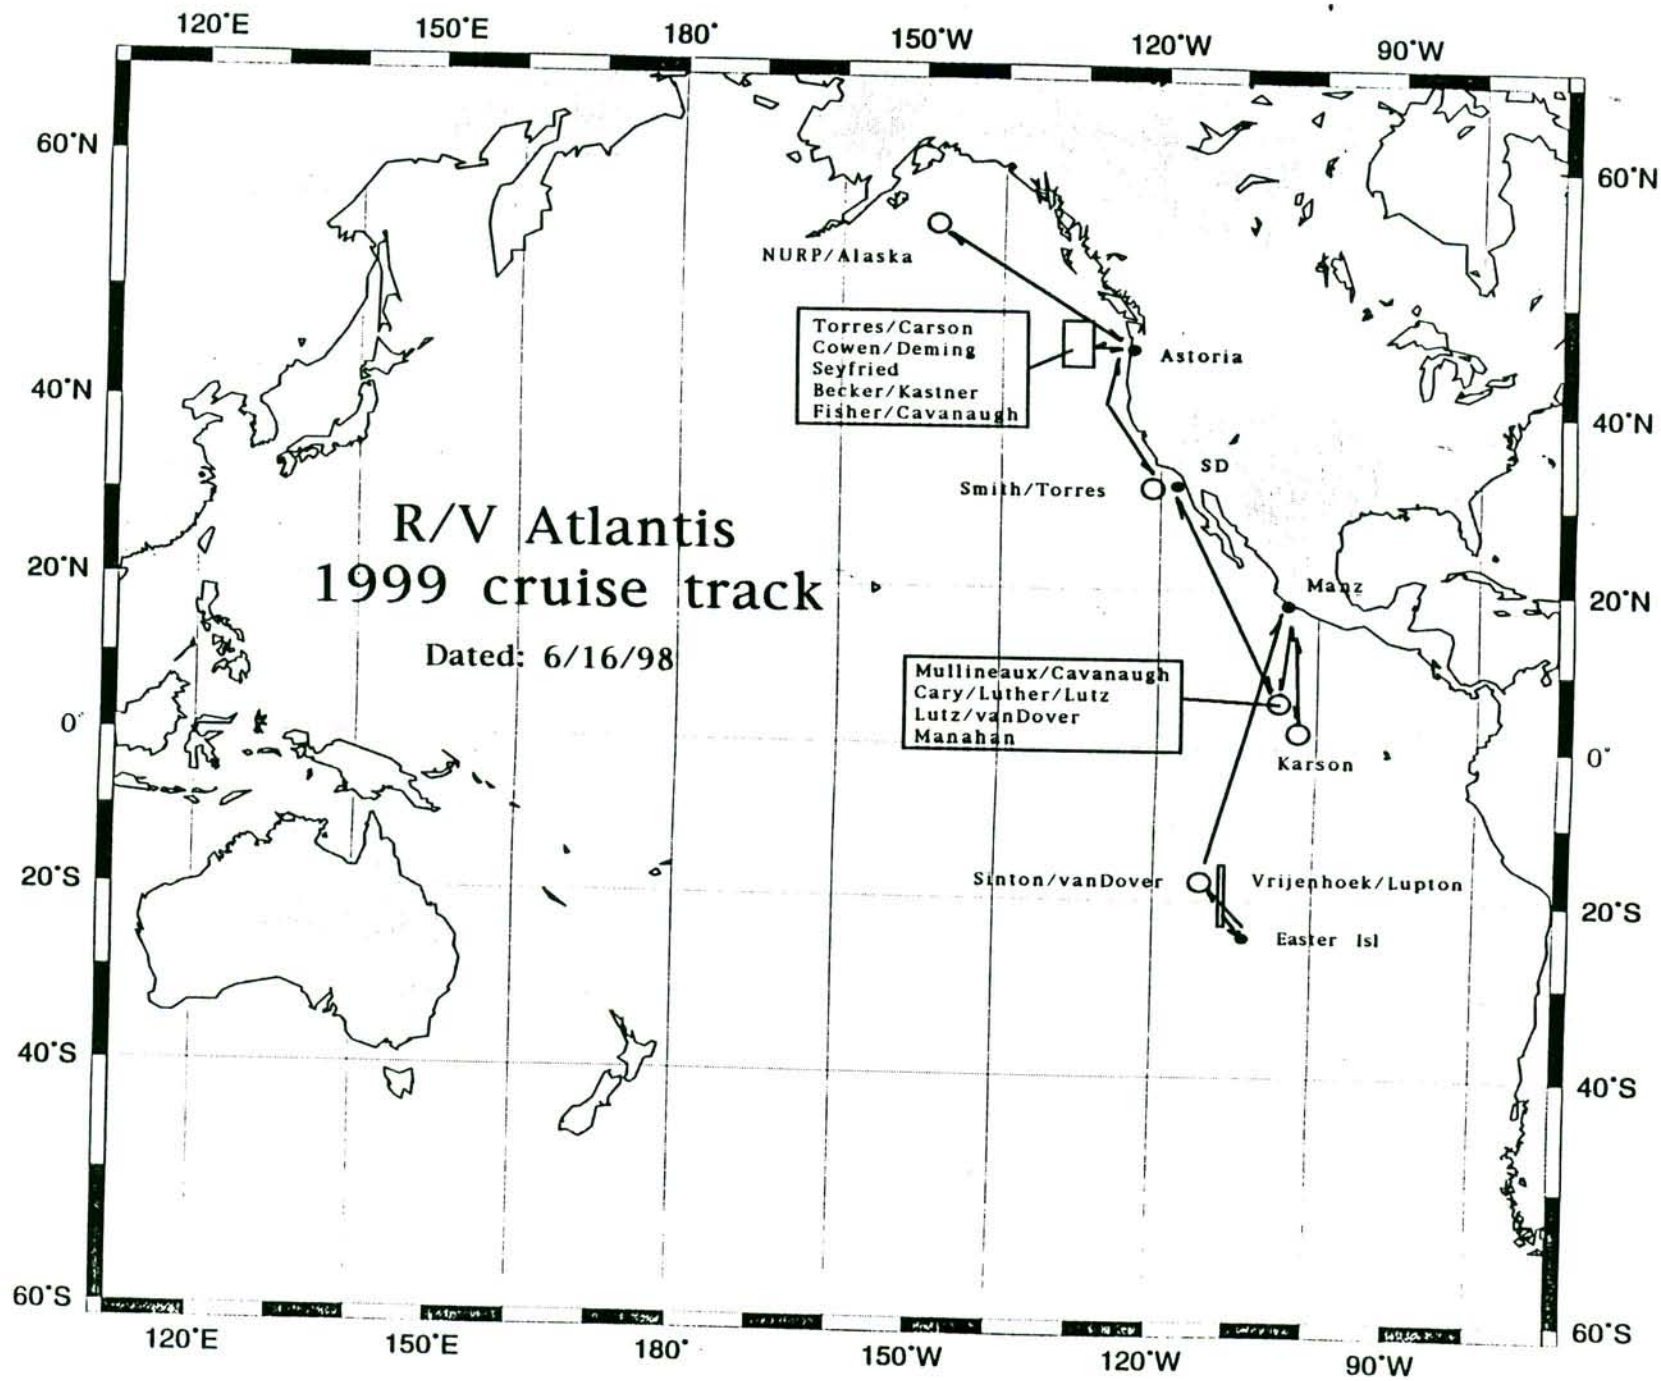 120°E 150°E 180° 150°W 120°W 90°W
60°N
60°N
NURP/Alaska
Torres/Carson
Cowen/Deming
Seyfried
Becker/Kastner
Fisher/Cavanaugh
Astoria
40°N
40°N
SD
Smith/Torres
R/V Atlantis
1999 cruise track
Dated: 6/16/98
20°N
Manz
20°N
Mullineaux/Cavanaugh
Cary/Luther/Lutz
Lutz/vanDover
Manahan
0°
0°
Karson
20°S
Sinton/vanDover
Vrijenhoek/Lupton
20°S
Easter Isl
40°S
40°S
60°S
60°S
120°E 150°E 180° 150°W 120°W 90°W